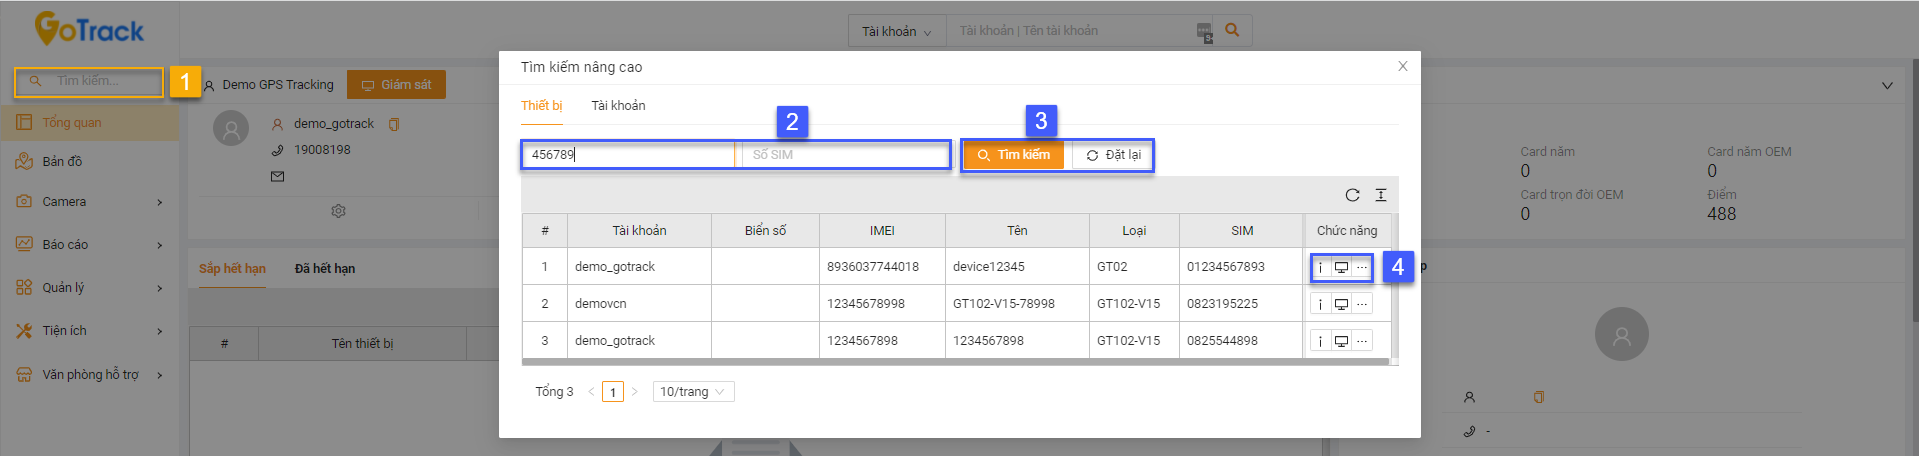 GoTrack
Tài khoản
Tài khoản | Tên tài khoản
Tìm kiếm...
1
Demo GPS Tracking
Giám sát
demo_gotrack
19008198
Tổng quan
Bản đồ
Camera
Báo cáo
Quản lý
Tiện ích
Văn phòng hỗ trợ
Sắp hết hạn
Đã hết hạn
#
Tên thiết bị
Tìm kiếm nâng cao
X
Thiết bị
Tài khoản
2
3
456789
Số SIM
Tìm kiếm
Đặt lại
# Tài khoản Biển số IMEI Tên Loại SIM Chức năng
1 demo_gotrack 8936037744018 device12345 GT02 01234567893 i ...
4
2 demovcn 12345678998 GT102-V15-78998 GT102-V15 0823195225 i ...
3 demo_gotrack 1234567898 1234567898 GT102-V15 0825544898 i ...
Tổng 3 < 1 > 10/trang
Card năm
0
Card năm OEM
0
Card trọn đời OEM
0
Điểm
488
p
-